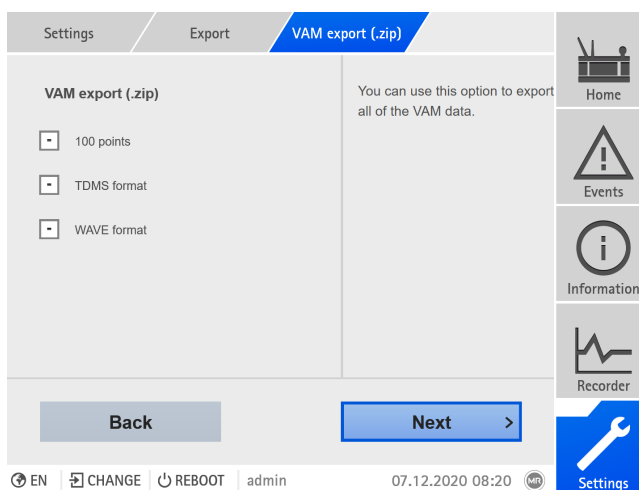 Settings
Export
VAM export (.zip)
VAM export (.zip)
100 points
TDMS format
WAVE format
You can use this option to export
all of the VAM data.
Back
Next
EN
CHANGE
REBOOT
admin
07.12.2020 08:20
MR
Home
Events
Information
Recorder
Settings